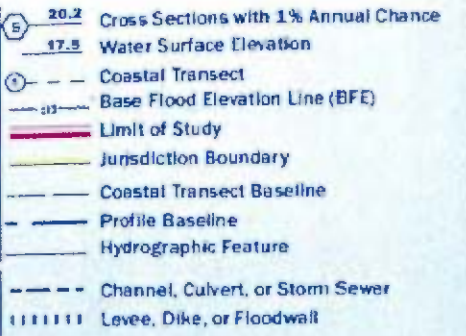 20.2 Cross Sections with 1% Annual Chance
17.5 Water Surface Elevation
Coastal Transect
Base Flood Elevation Line (BFE)
Limit of Study
Jurisdiction Boundary
Coastal Transect Baseline
Profile Baseline
Hydrographic Feature
Channel, Culvert, or Storm Sewer
Levee, Dike, or Floodwall